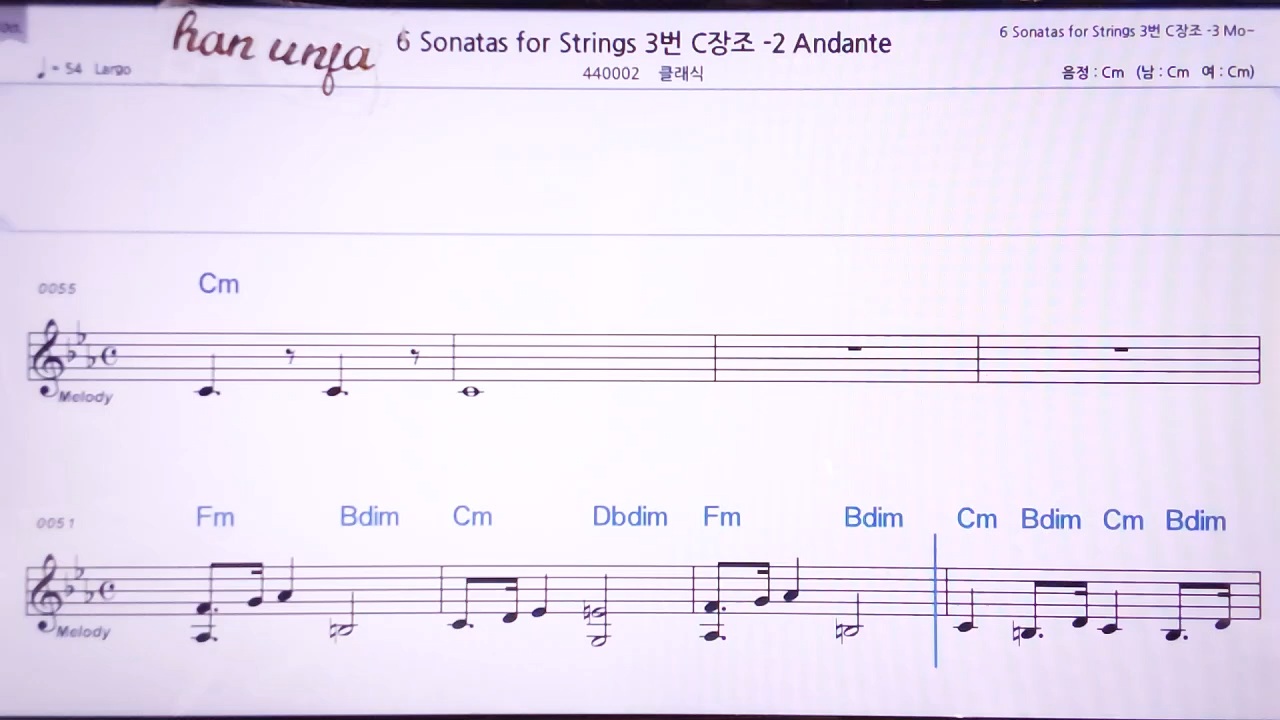 han unfa
6 Sonatas for Strings 3번 C장조 -2 Andante
6 Sonatas for Strings 3번 C장조 -3 Mo~
= 54 Largo
440002 클래식
음정 : Cm (남 : Cm 여 : Cm)
0055
Cm
Melody
0051
Fm Bdim Cm Dbdim Fm Bdim Cm Bdim Cm Bdim
Melody